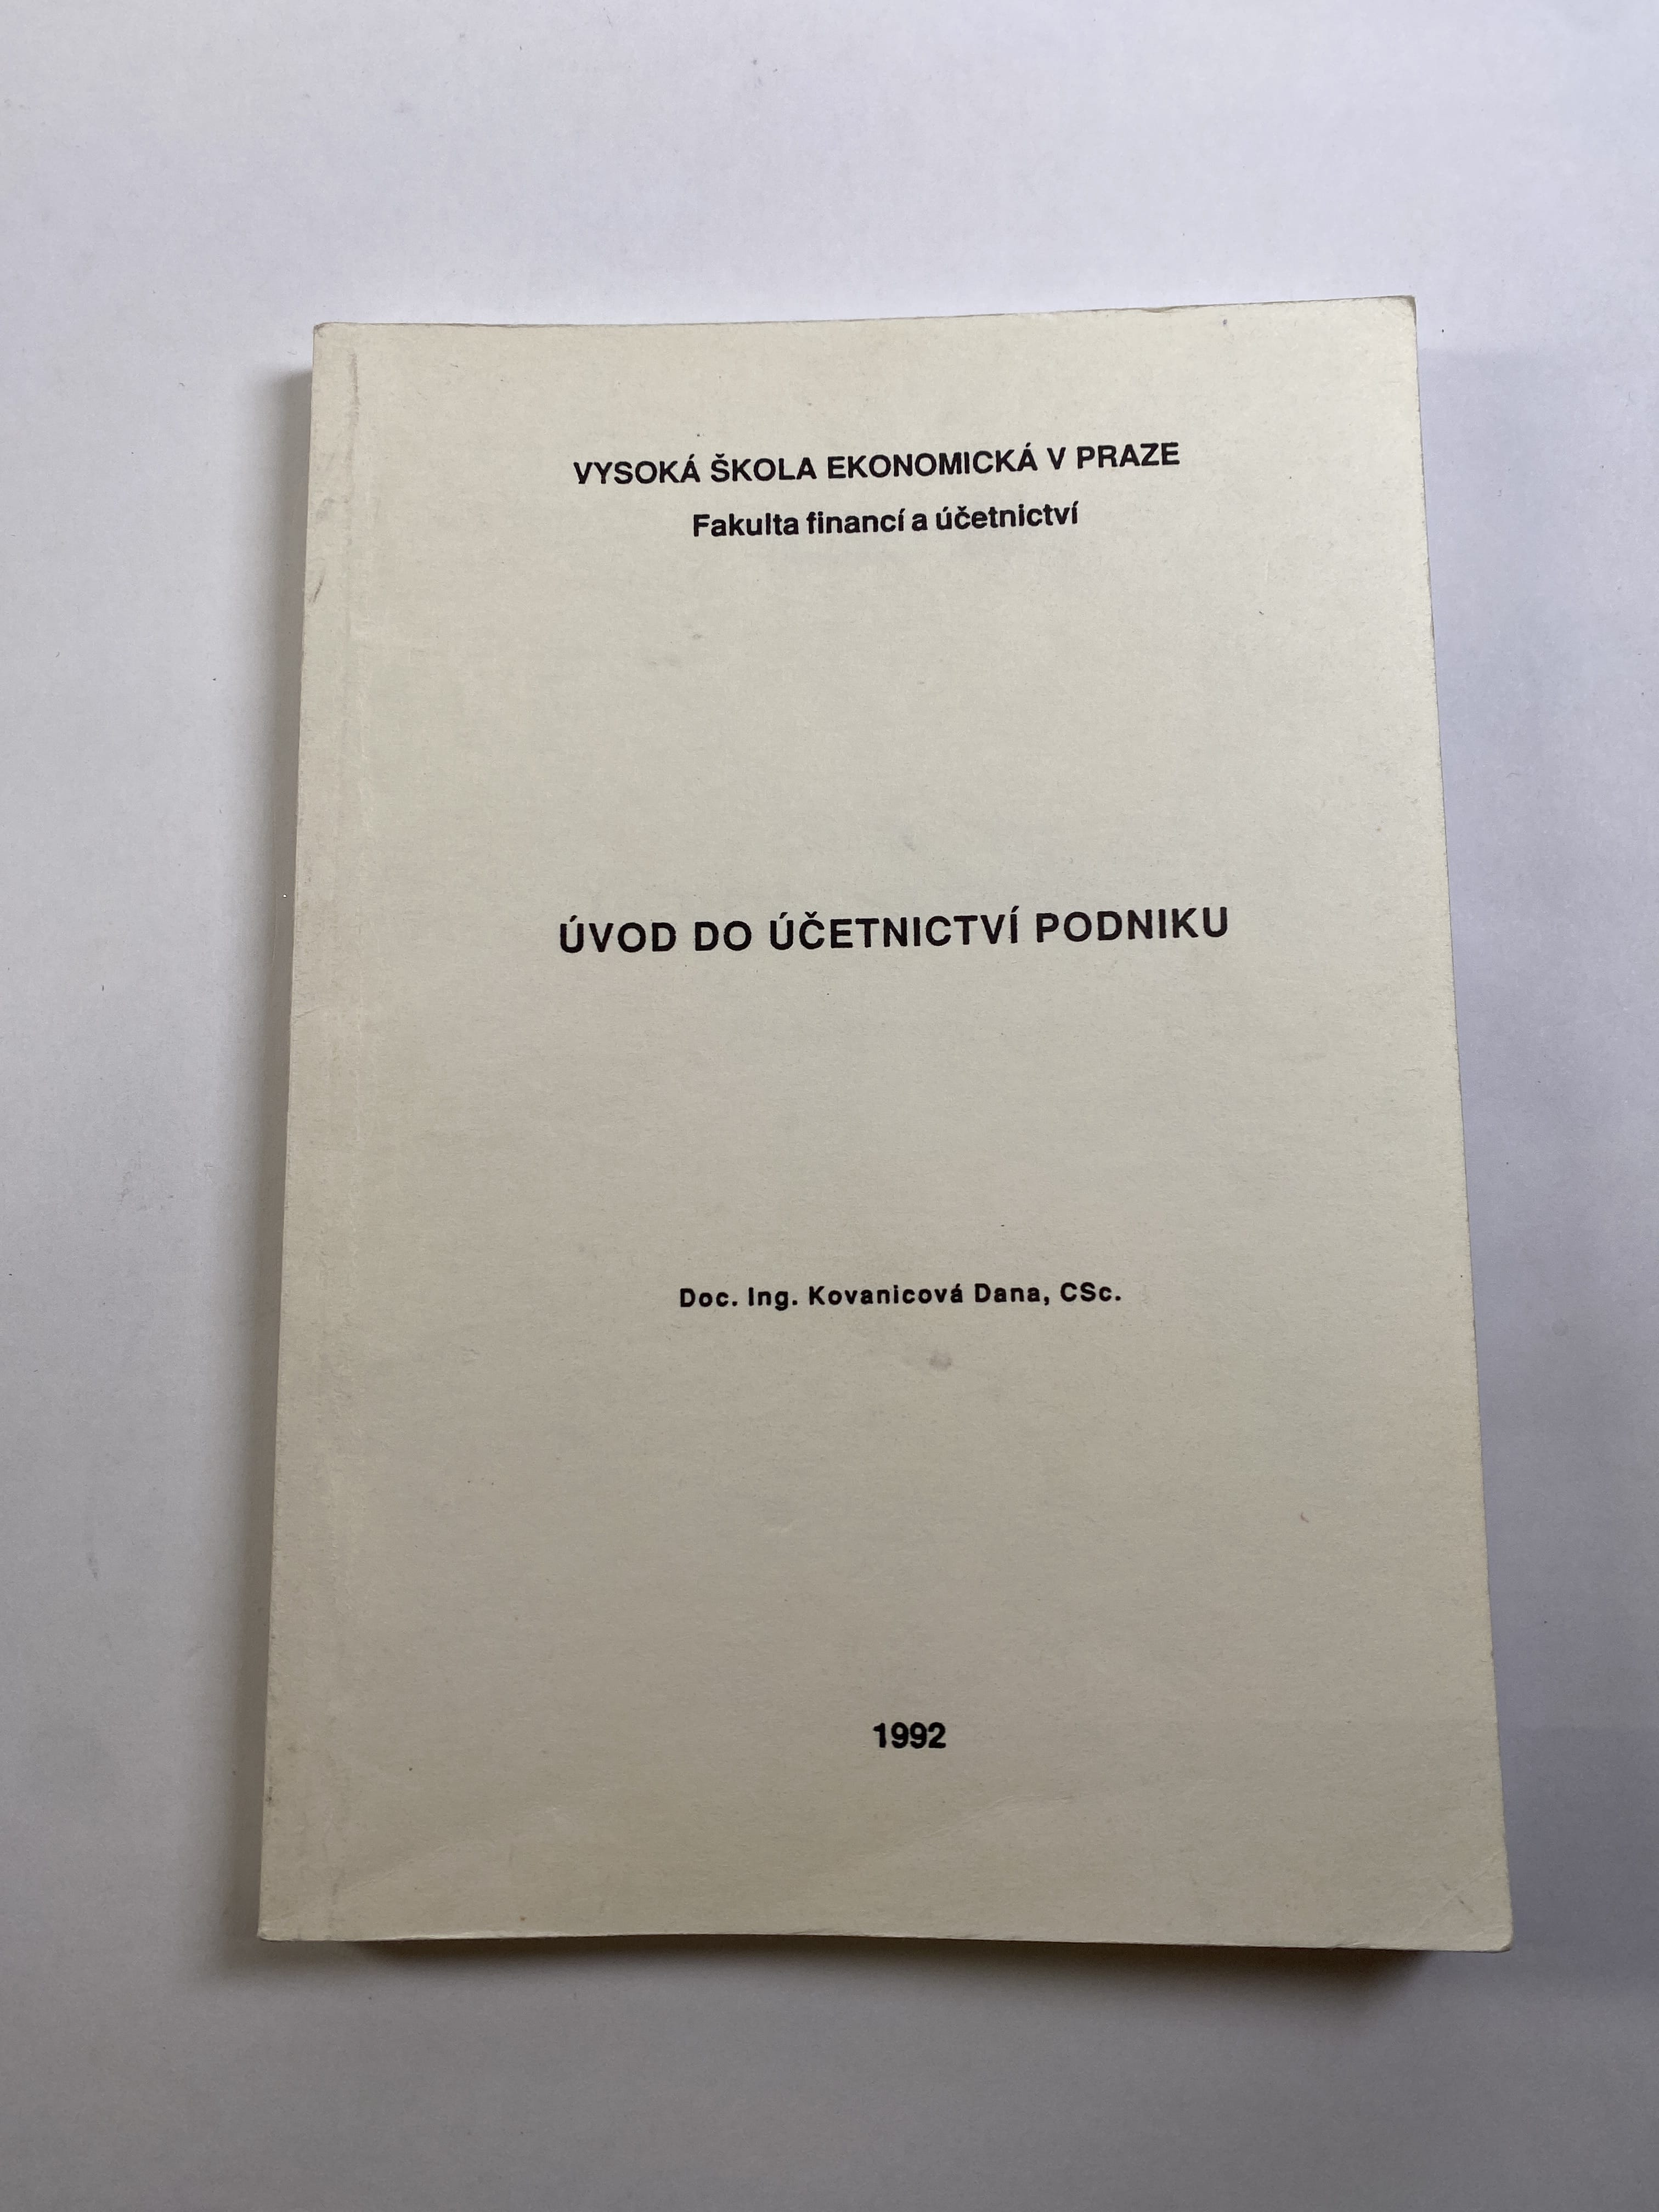 VYSOKÁ ŠKOLA EKONOMICKÁ V PRAZE
Fakulta financí a účetnictví
ÚVOD DO ÚČETNICTVÍ PODNIKU
Doc. Ing. Kovanicová Dana, CSc.
1992